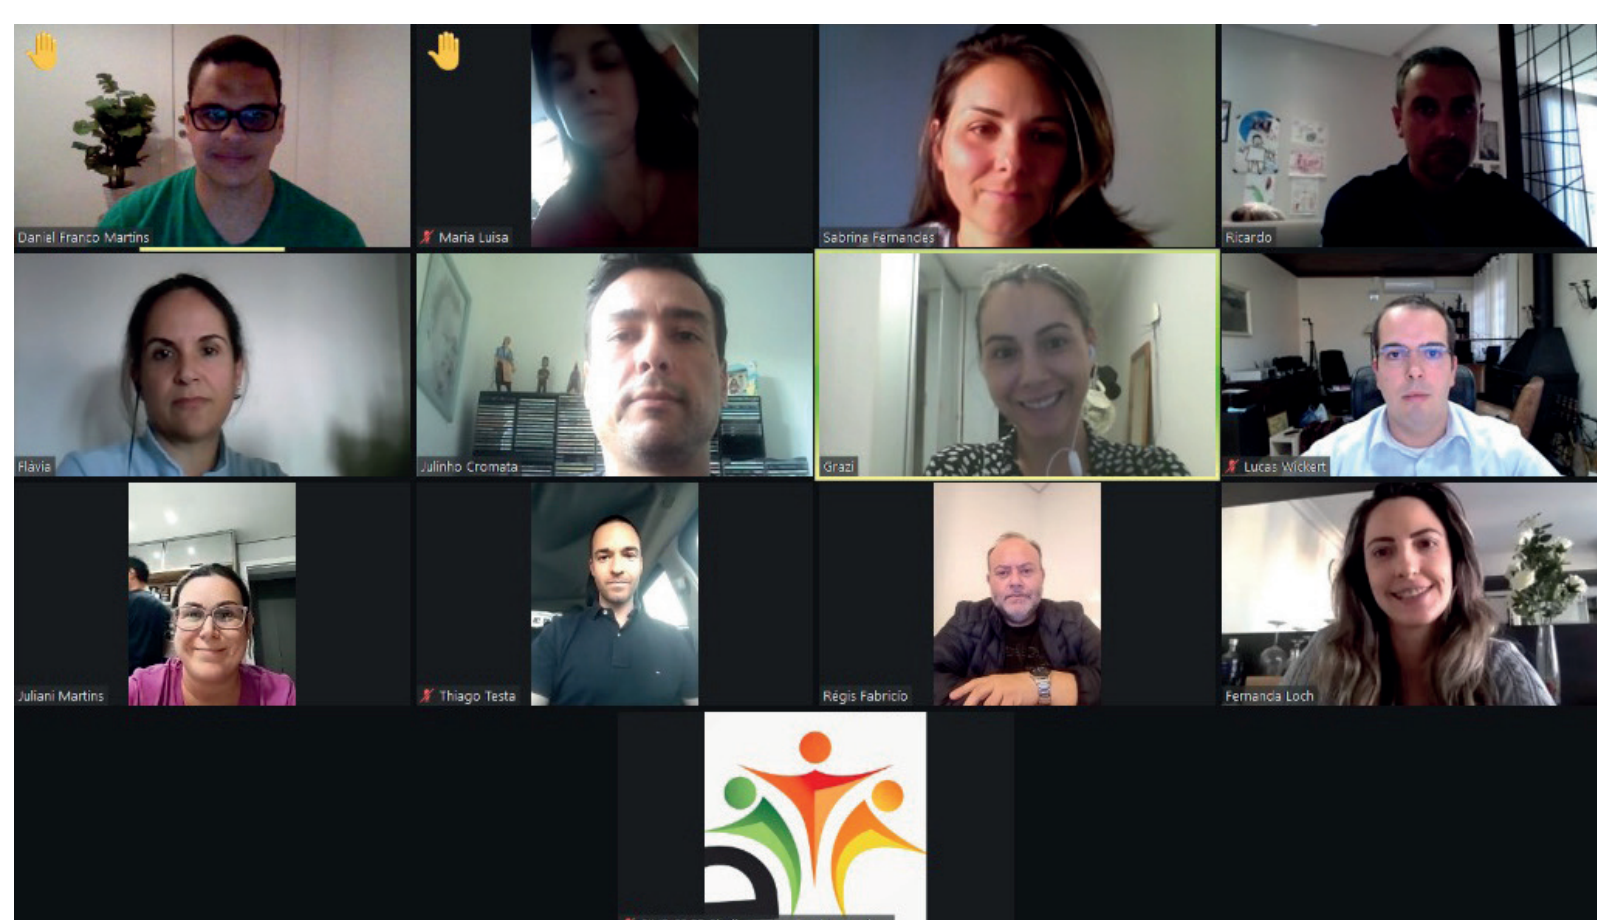 Daniel Franco Martins
Maria Luisa
Sabrina Fernandes
Ricardo
Flávia
Julinho Cromata
Grazi
Lucas Wickert
Juliani Martins
Thiago Testa
Régis Fabricio
Fernanda Loch
e